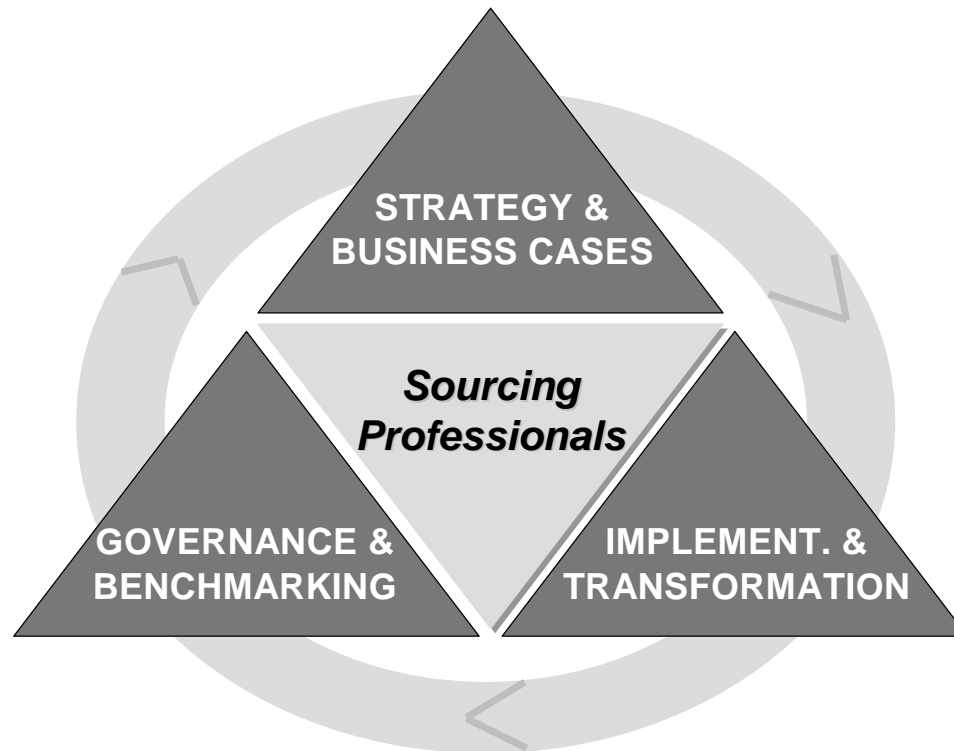 STRATEGY &
BUSINESS CASES
Sourcing
Professionals
GOVERNANCE &
BENCHMARKING
IMPLEMENT. &
TRANSFORMATION